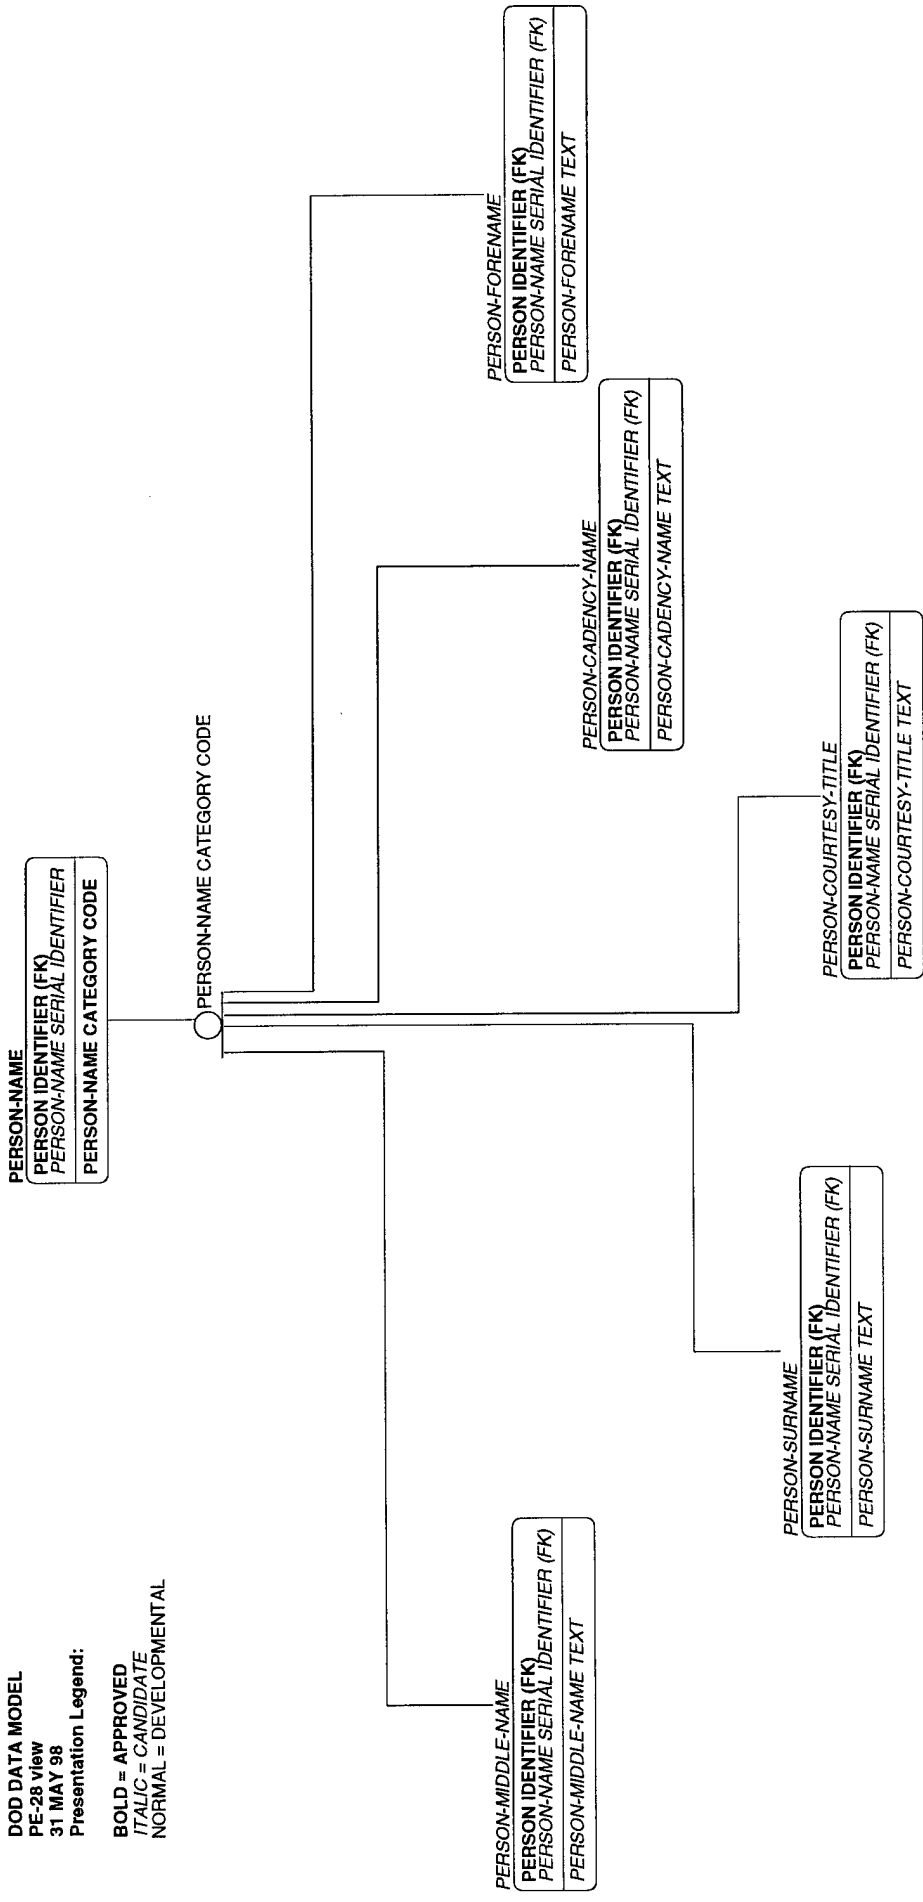 DOD DATA MODEL
PE-28 view
31 MAY 98
Presentation Legend:
BOLD = APPROVED
ITALIC = CANDIDATE
NORMAL = DEVELOPMENTAL
PERSON-NAME
PERSON IDENTIFIER (FK)
PERSON-NAME SERIAL IDENTIFIER
PERSON-NAME CATEGORY CODE
PERSON-NAME CATEGORY CODE
PERSON-MIDDLE-NAME
PERSON IDENTIFIER (FK)
PERSON-NAME SERIAL IDENTIFIER (FK)
PERSON-MIDDLE-NAME TEXT
PERSON-SURNAME
PERSON IDENTIFIER (FK)
PERSON-NAME SERIAL IDENTIFIER (FK)
PERSON-SURNAME TEXT
PERSON-COURTESY-TITLE
PERSON IDENTIFIER (FK)
PERSON-NAME SERIAL IDENTIFIER (FK)
PERSON-COURTESY-TITLE TEXT
PERSON-CADENCY-NAME
PERSON IDENTIFIER (FK)
PERSON-NAME SERIAL IDENTIFIER (FK)
PERSON-CADENCY-NAME TEXT
PERSON-FORENAME
PERSON IDENTIFIER (FK)
PERSON-NAME SERIAL IDENTIFIER (FK)
PERSON-FORENAME TEXT